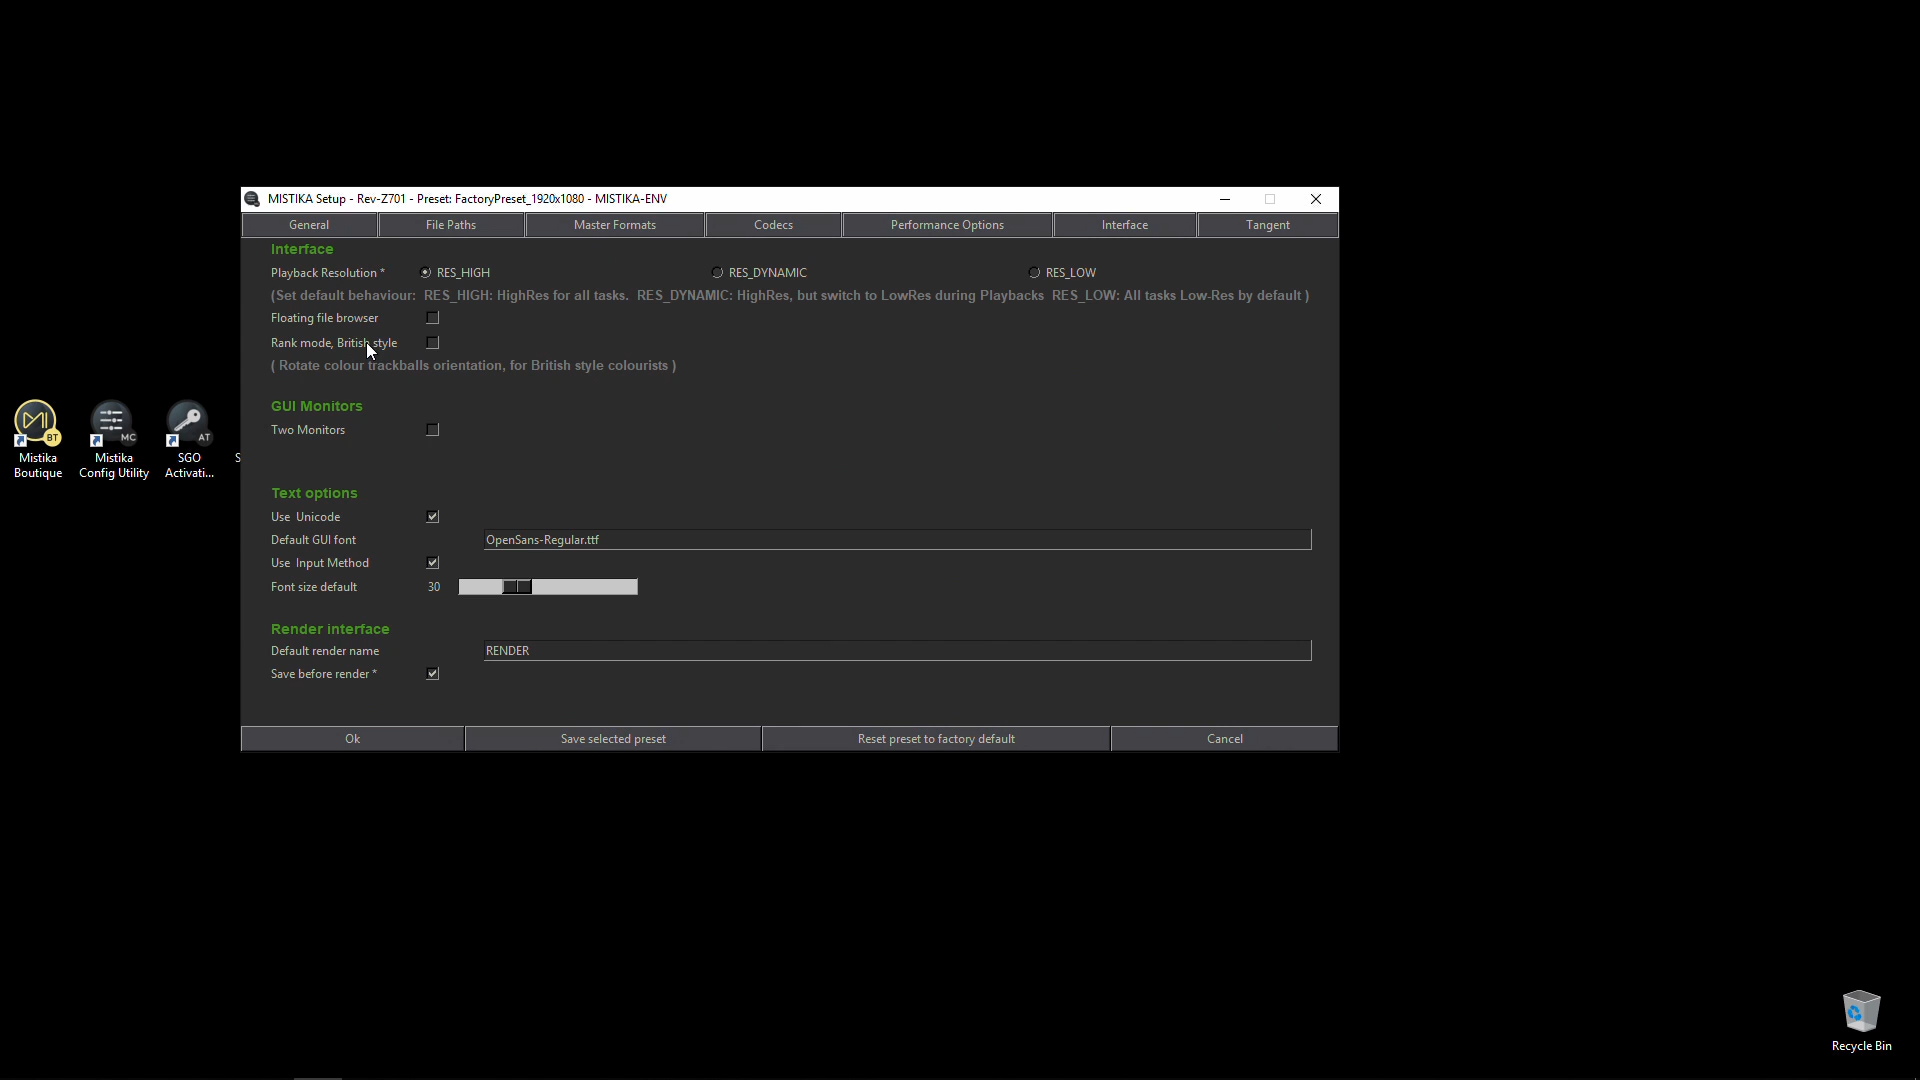 MISTIKA Setup - Rev-Z701 - Preset: FactoryPreset_1920x1080 - MISTIKA-ENV
General File Paths Master Formats Codecs Performance Options Interface Tangent
Interface
Playback Resolution * RES_HIGH RES_DYNAMIC RES_LOW
(Set default behaviour: RES_HIGH: HighRes for all tasks. RES_DYNAMIC: HighRes, but switch to LowRes during Playbacks RES_LOW: All tasks Low-Res by default )
Floating file browser
Rank mode, British style
( Rotate colour trackballs orientation, for British style colourists )
GUI Monitors
Two Monitors
Text options
Use Unicode
Default GUI font OpenSans-Regular.ttf
Use Input Method
Font size default 30
Render interface
Default render name RENDER
Save before render *
Ok Save selected preset Reset preset to factory default Cancel
BT
Mistika
Boutique
MC
Mistika
Config Utility
AT
SGO
Activati...
S
Recycle Bin